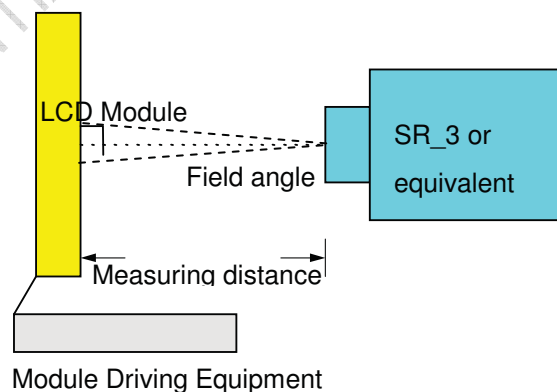 LCD Module
SR_3 or
equivalent
Field angle
Measuring distance
Module Driving Equipment